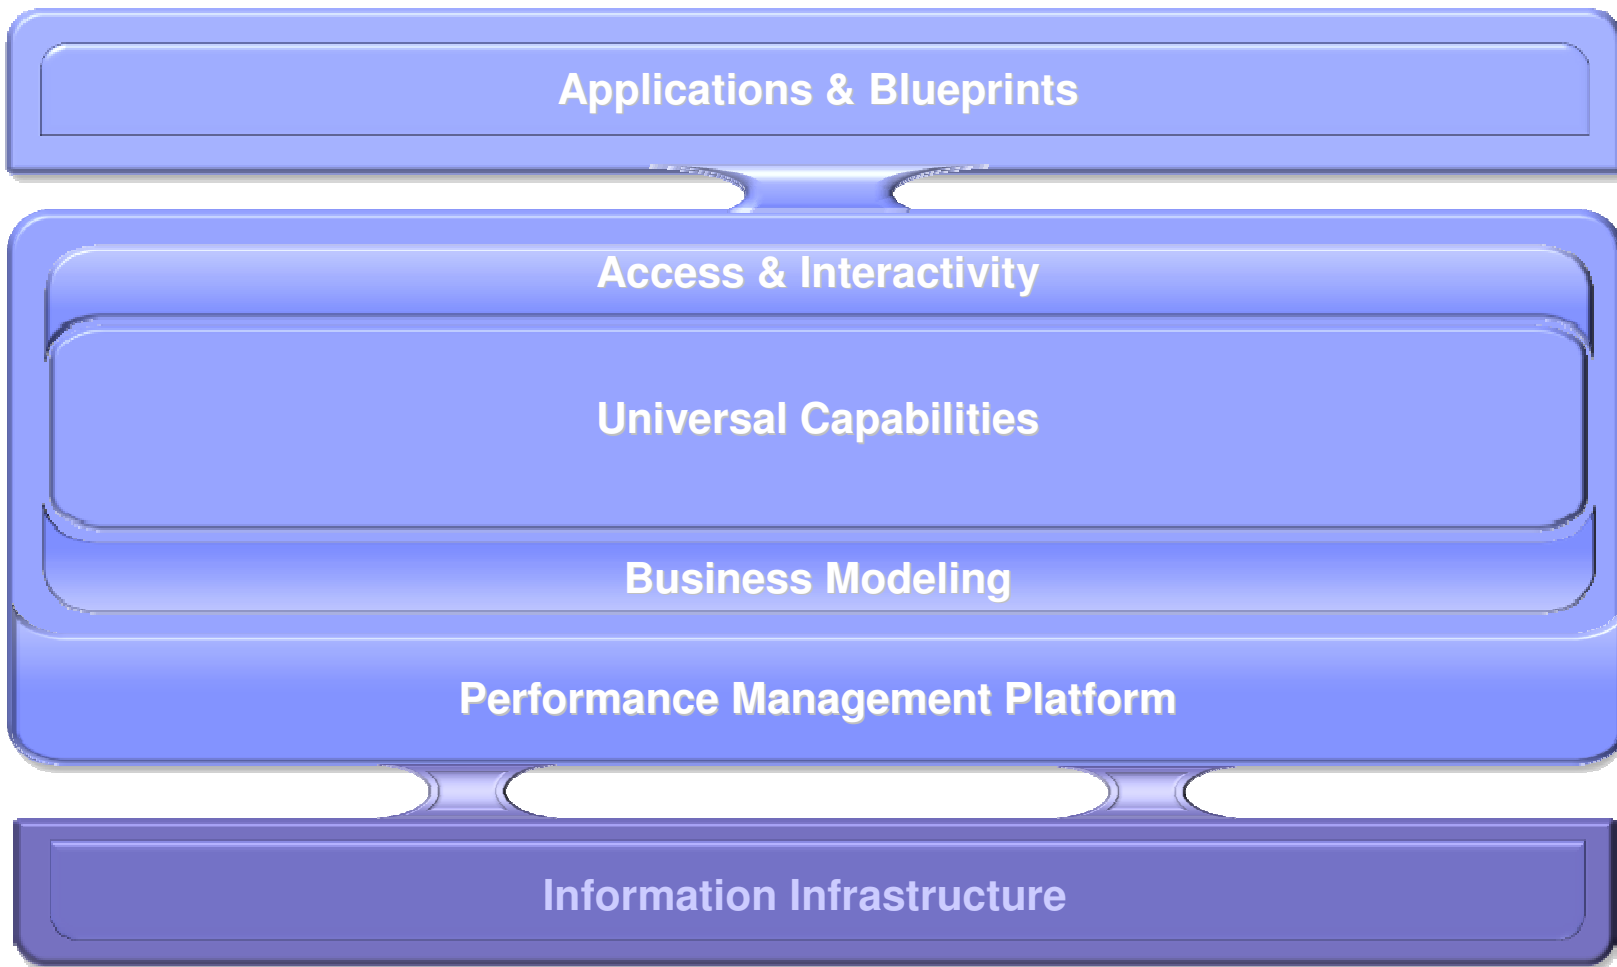 Applications & Blueprints
Access & Interactivity
Universal Capabilities
Business Modeling
Performance Management Platform
Information Infrastructure